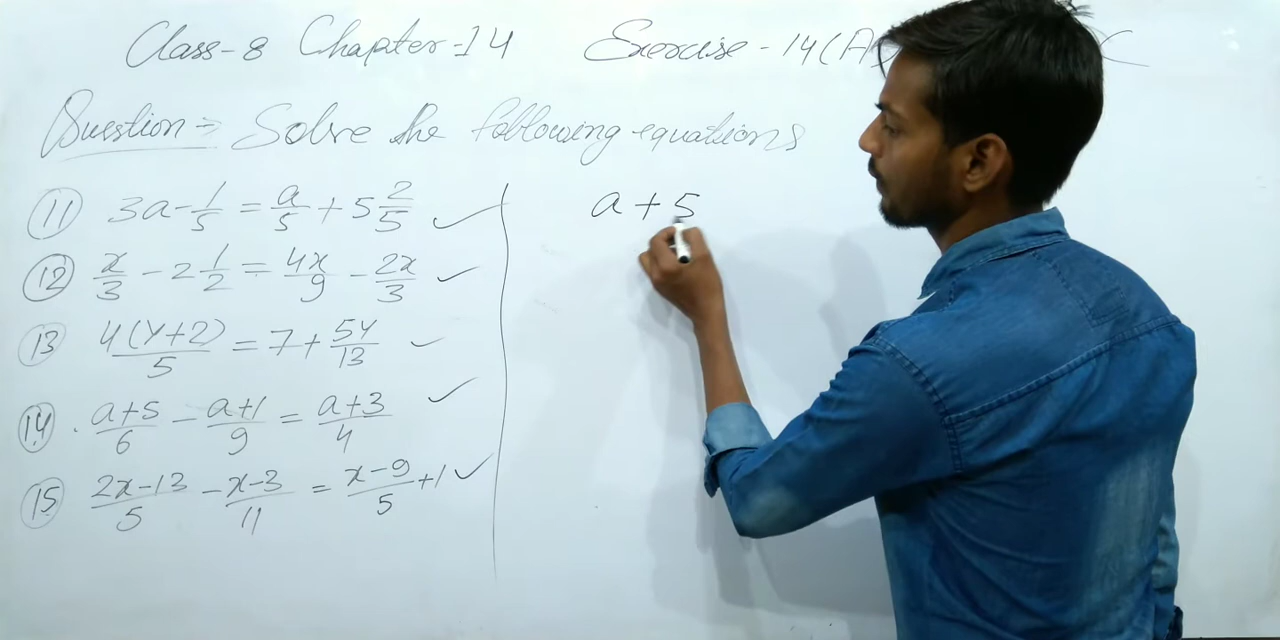 Class-8 Chapter-14 Exercise-14(A) C
Question:- Solve the following equations
(11) 3a - 1/5 = a/5 + 5 2/5 ✓
(12) x/3 - 2 1/2 = 4x/9 - 2x/3 ✓
(13) 4(y+2)/5 = 7 + 5y/13 ✓
(14) . a+5/6 - a+1/9 = a+3/4 ✓
(15) 2x-13/5 - x-3/11 = x-9/5 + 1 ✓
a + 5